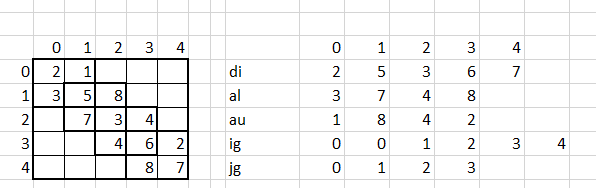 0 1 2 3 4 0 1 2 3 4
0 2 1 di 2 5 3 6 7
1 3 5 8 al 3 7 4 8
2 7 3 4 au 1 8 4 2
3 4 6 2 ig 0 0 1 2 3 4
4 8 7 jg 0 1 2 3